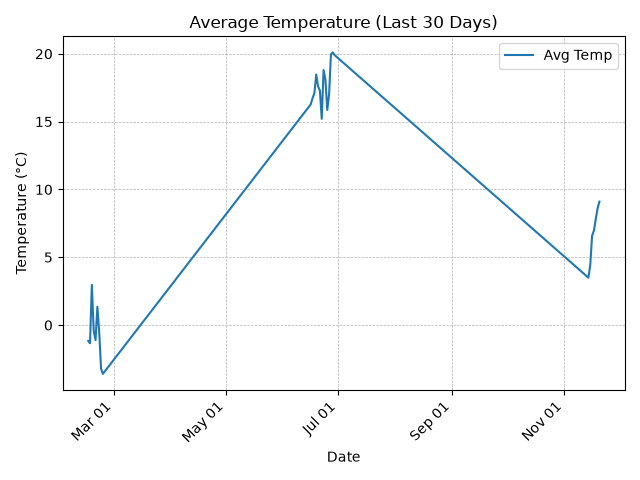 Average Temperature (Last 30 Days)
Avg Temp
Temperature (°C)
20
15
10
5
0
Mar 01
May 01
Jul 01
Sep 01
Nov 01
Date